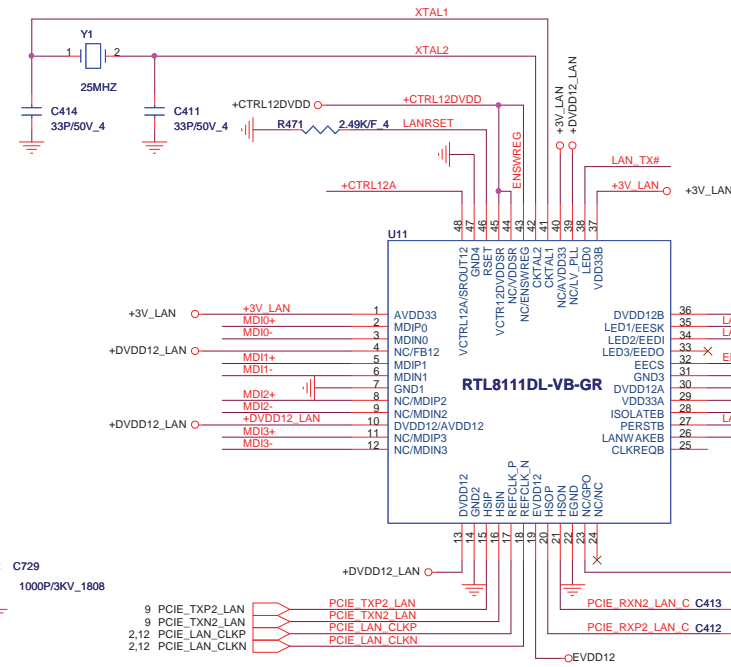 XTAL1
Y1
1 2
XTAL2
25MHZ
C414
33P/50V_4
C411
33P/50V_4
+CTRL12DVDD
+CTRL12DVDD
R471 2.49K/F_4 LANRSET
ENSWREG
+3V_LAN
+DVDD12_LAN
LAN_TX#
+CTRL12A
+3V_LAN
+3V_LAN
U11
48 47 46 45 44 43 42 41 40 39 38 37
VCTRL12A/SROUT12
GND4
RSET
VCTR12DVDDSR
NC/VDDSR
NC/ENSWREG
CKTAL2
CKTAL1
NC/AVDD33
NC/LV_PLL
LED0
VDD33B
+3V_LAN +3V_LAN 1 AVDD33
MDI0+ 2 MDIP0
MDI0- 3 MDIN0
+DVDD12_LAN 4 NC/FB12
MDI1+ 5 MDIP1
MDI1- 6 MDIN1
7 GND1
MDI2+ 8 NC/MDIP2
MDI2- 9 NC/MDIN2
+DVDD12_LAN +DVDD12_LAN 10 DVDD12/AVDD12
MDI3+ 11 NC/MDIP3
MDI3- 12 NC/MDIN3
RTL8111DL-VB-GR
DVDD12B 36
LED1/EESK 35
LED2/EEDI 34
LED3/EEDO 33
EECS 32
GND3 31
DVDD12A 30
VDD33A 29
ISOLATEB 28
PERSTB 27
LANWAKEB 26
CLKREQB 25
DVDD12
GND2
HSIP
HSIN
REFCLK_P
REFCLK_N
EVDD12
HSOP
HSON
EGND
NC/GPO
NC/NC
13 14 15 16 17 18 19 20 21 22 23 24
C729
1000P/3KV_1808
+DVDD12_LAN
9 PCIE_TXP2_LAN PCIE_TXP2_LAN
9 PCIE_TXN2_LAN PCIE_TXN2_LAN
2,12 PCIE_LAN_CLKP PCIE_LAN_CLKP
2,12 PCIE_LAN_CLKN PCIE_LAN_CLKN
PCIE_RXN2_LAN_C C413
PCIE_RXP2_LAN_C C412
EVDD12